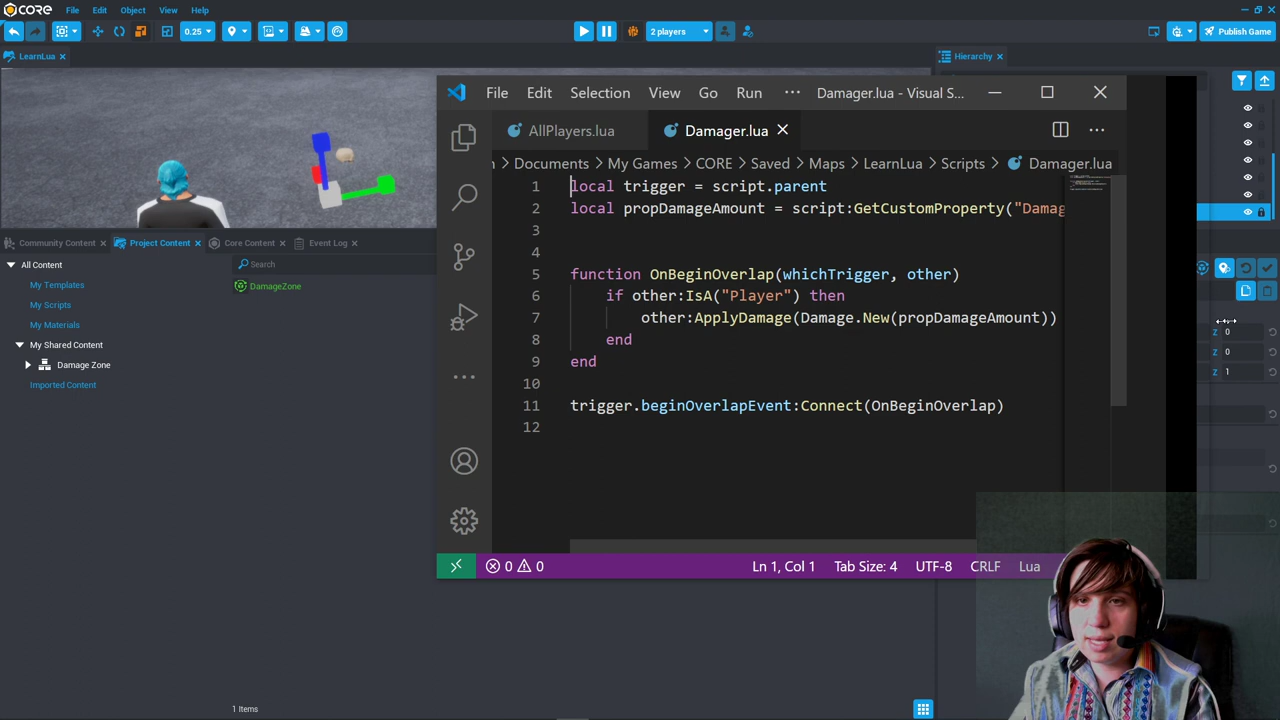 CORE File Edit Object View Help
0.25 2 players Publish Game
LearnLua
Hierarchy
File Edit Selection View Go Run ··· Damager.lua - Visual S...
AllPlayers.lua Damager.lua
Documents > My Games > CORE > Saved > Maps > LearnLua > Scripts > Damager.lua
1 local trigger = script.parent
2 local propDamageAmount = script:GetCustomProperty("Damag
3
4
5 function OnBeginOverlap(whichTrigger, other)
6 if other:IsA("Player") then
7 other:ApplyDamage(Damage.New(propDamageAmount))
8 end
9 end
10
11 trigger.beginOverlapEvent:Connect(OnBeginOverlap)
12
0 0 Ln 1, Col 1 Tab Size: 4 UTF-8 CRLF Lua
Community Content Project Content Core Content Event Log
All Content
My Templates
My Scripts
My Materials
My Shared Content
Damage Zone
Imported Content
Search
DamageZone
Z 0
Z 0
Z 1
1 Items